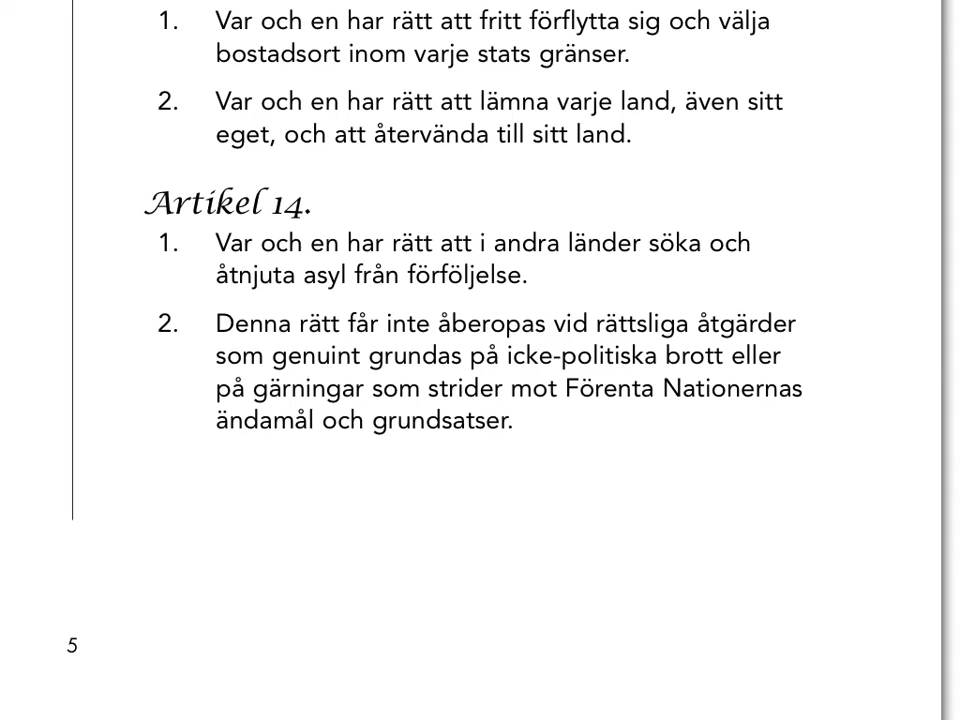 1. Var och en har rätt att fritt förflytta sig och välja
bostadsort inom varje stats gränser.
2. Var och en har rätt att lämna varje land, även sitt
eget, och att återvända till sitt land.
Artikel 14.
1. Var och en har rätt att i andra länder söka och
åtnjuta asyl från förföljelse.
2. Denna rätt får inte åberopas vid rättsliga åtgärder
som genuint grundas på icke-politiska brott eller
på gärningar som strider mot Förenta Nationernas
ändamål och grundsatser.
5